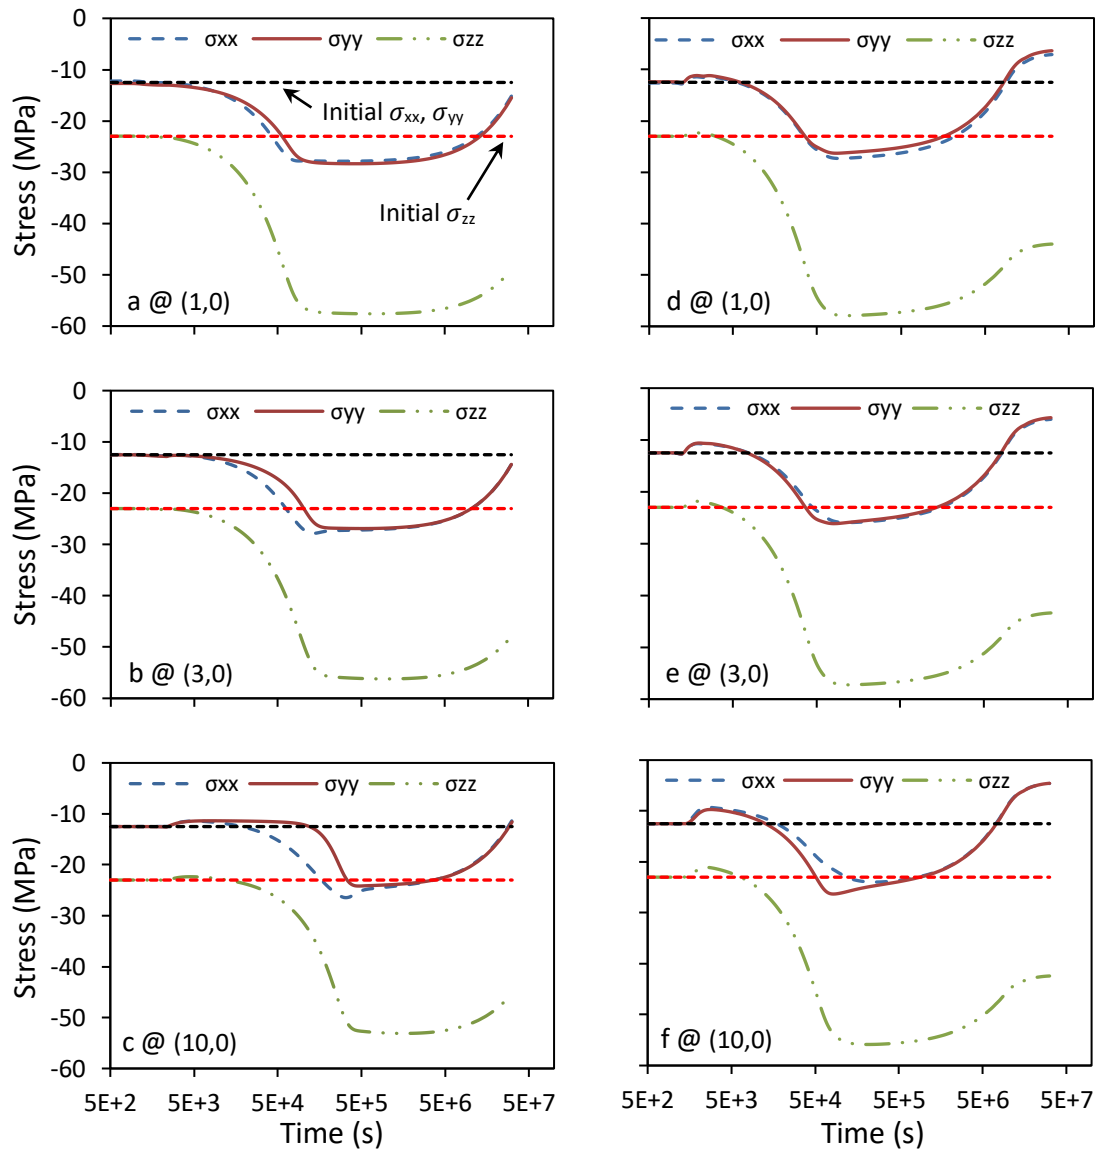 0
-10
-20
-30
-40
-50
-60
Stress (MPa)
σxx σyy σzz
Initial σxx, σyy
Initial σzz
a @ (1,0)
σxx σyy σzz
d @ (1,0)
0
-10
-20
-30
-40
-50
-60
Stress (MPa)
σxx σyy σzz
b @ (3,0)
σxx σyy σzz
e @ (3,0)
0
-10
-20
-30
-40
-50
-60
Stress (MPa)
σxx σyy σzz
c @ (10,0)
σxx σyy σzz
f @ (10,0)
5E+2 5E+3 5E+4 5E+5 5E+6 5E+7
Time (s)
5E+2 5E+3 5E+4 5E+5 5E+6 5E+7
Time (s)